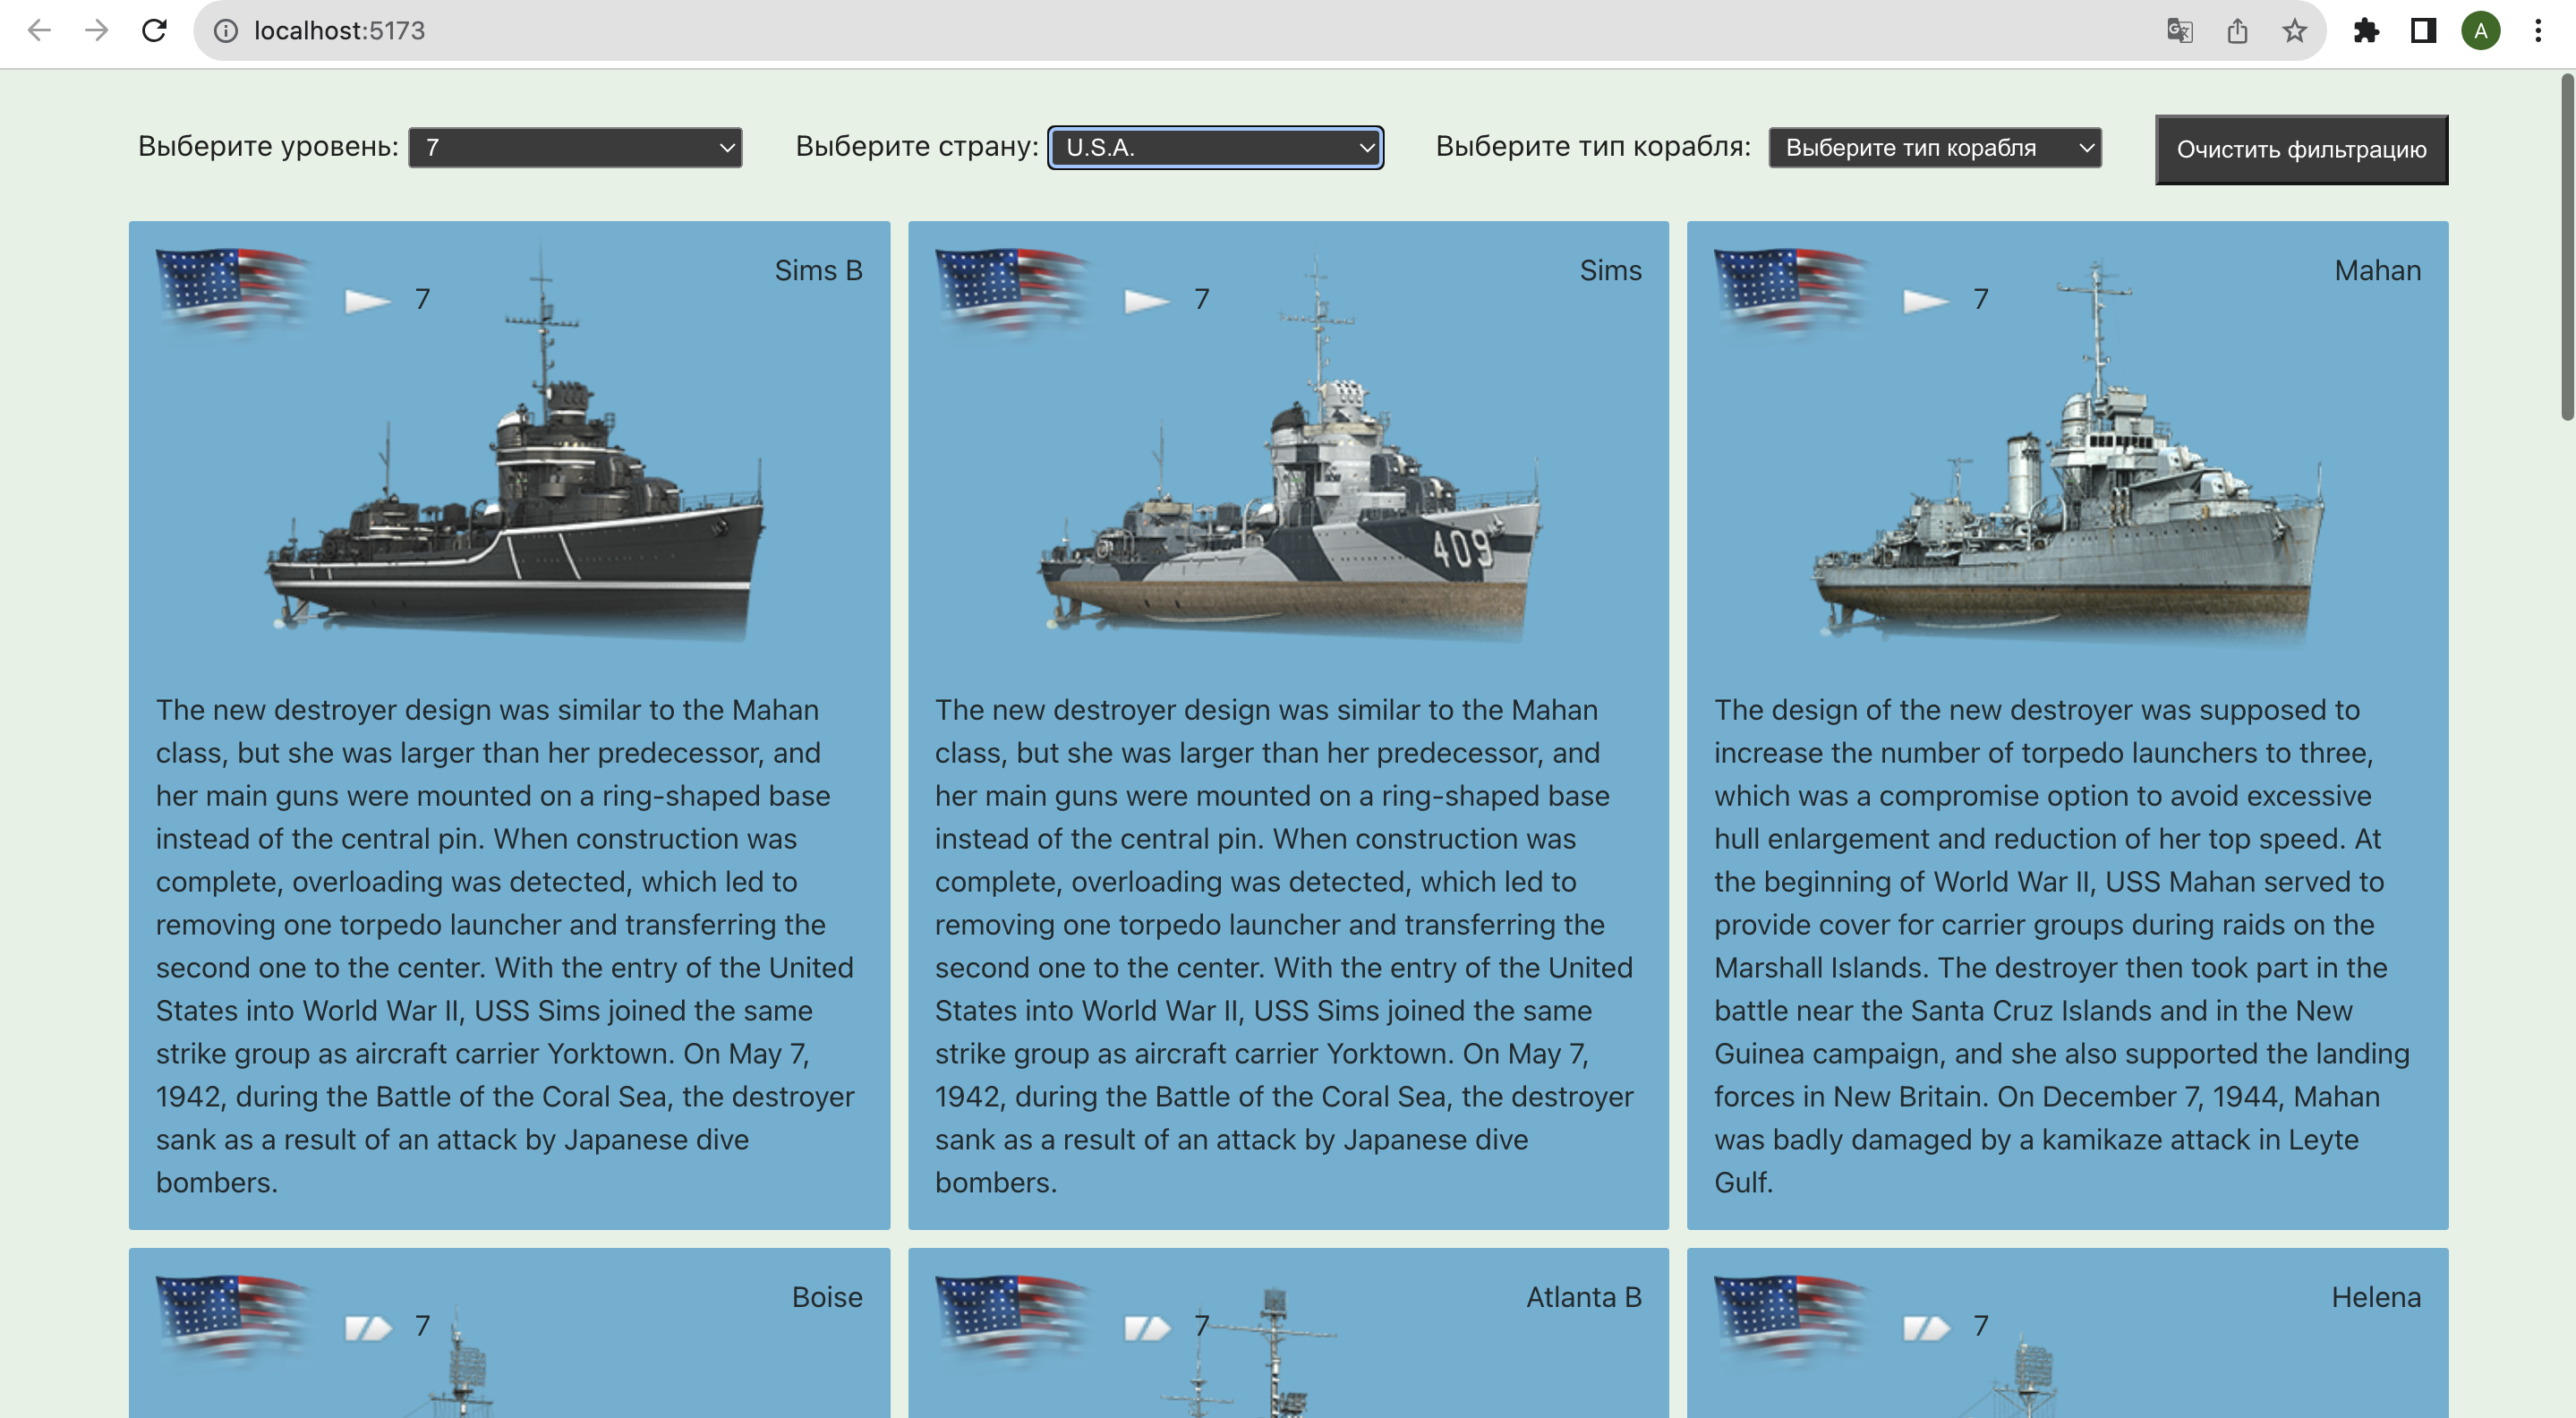 localhost:5173
A
Выберите уровень: 7 Выберите страну: U.S.A. Выберите тип корабля: Выберите тип корабля Очистить фильтрацию
7 Sims B
The new destroyer design was similar to the Mahan
class, but she was larger than her predecessor, and
her main guns were mounted on a ring-shaped base
instead of the central pin. When construction was
complete, overloading was detected, which led to
removing one torpedo launcher and transferring the
second one to the center. With the entry of the United
States into World War II, USS Sims joined the same
strike group as aircraft carrier Yorktown. On May 7,
1942, during the Battle of the Coral Sea, the destroyer
sank as a result of an attack by Japanese dive
bombers.
7 Sims
409
The new destroyer design was similar to the Mahan
class, but she was larger than her predecessor, and
her main guns were mounted on a ring-shaped base
instead of the central pin. When construction was
complete, overloading was detected, which led to
removing one torpedo launcher and transferring the
second one to the center. With the entry of the United
States into World War II, USS Sims joined the same
strike group as aircraft carrier Yorktown. On May 7,
1942, during the Battle of the Coral Sea, the destroyer
sank as a result of an attack by Japanese dive
bombers.
7 Mahan
The design of the new destroyer was supposed to
increase the number of torpedo launchers to three,
which was a compromise option to avoid excessive
hull enlargement and reduction of her top speed. At
the beginning of World War II, USS Mahan served to
provide cover for carrier groups during raids on the
Marshall Islands. The destroyer then took part in the
battle near the Santa Cruz Islands and in the New
Guinea campaign, and she also supported the landing
forces in New Britain. On December 7, 1944, Mahan
was badly damaged by a kamikaze attack in Leyte
Gulf.
7 Boise
7 Atlanta B
7 Helena